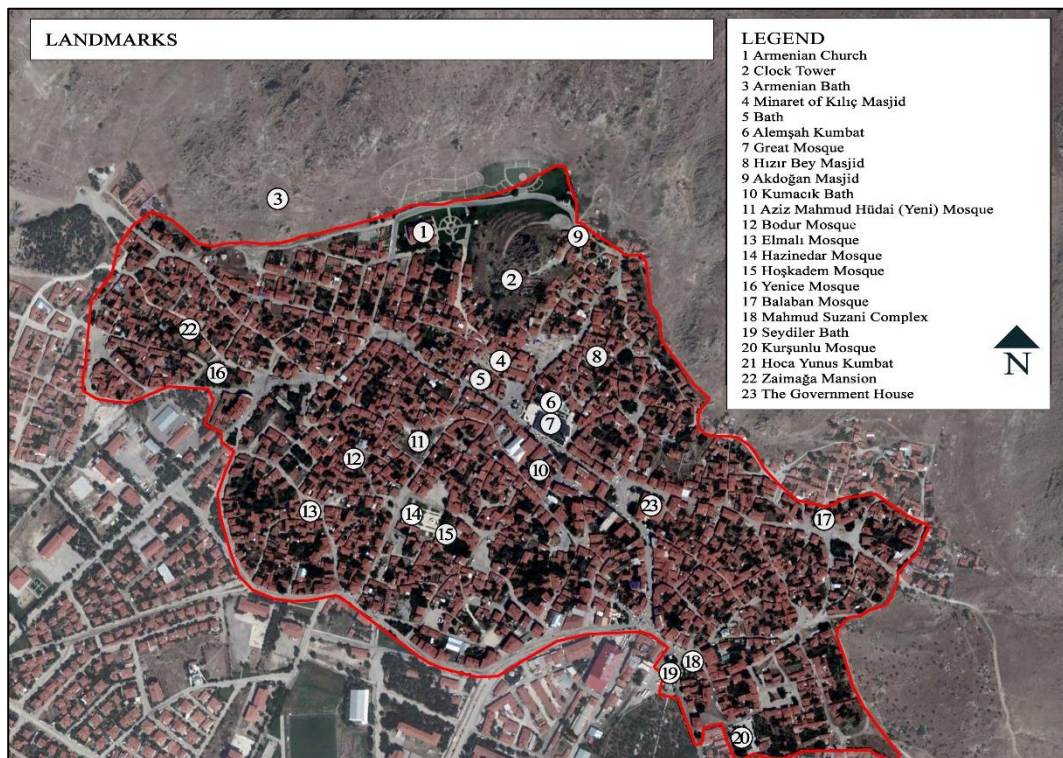 LANDMARKS
LEGEND
1 Armenian Church
2 Clock Tower
3 Armenian Bath
4 Minaret of Kılıç Masjid
5 Bath
6 Alemşah Kumbat
7 Great Mosque
8 Hızır Bey Masjid
9 Akdoğan Masjid
10 Kumacık Bath
11 Aziz Mahmud Hüdai (Yeni) Mosque
12 Bodur Mosque
13 Elmalı Mosque
14 Hazinedar Mosque
15 Hoşkadem Mosque
16 Yenice Mosque
17 Balaban Mosque
18 Mahmud Suzani Complex
19 Seydiler Bath
20 Kurşunlu Mosque
21 Hoca Yunus Kumbat
22 Zaimağa Mansion
23 The Government House
N
3
1
9
2
22
4
8
16
5
6
7
11
12
10
13
14
23
15
17
18
19
20